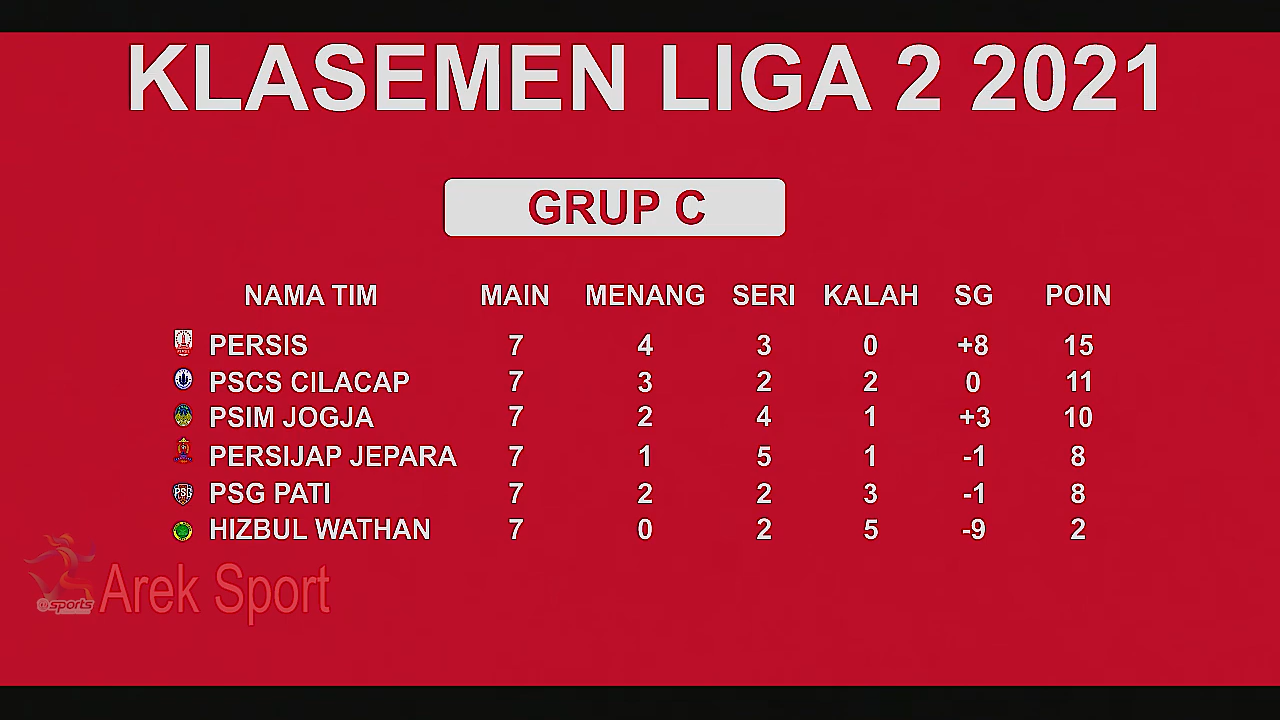 KLASEMEN LIGA 2 2021
GRUP C
NAMA TIM MAIN MENANG SERI KALAH SG POIN
PERSIS 7 4 3 0 +8 15
PSCS CILACAP 7 3 2 2 0 11
PSIM JOGJA 7 2 4 1 +3 10
PERSIJAP JEPARA 7 1 5 1 -1 8
PSG PATI 7 2 2 3 -1 8
HIZBUL WATHAN 7 0 2 5 -9 2
sports Arek Sport